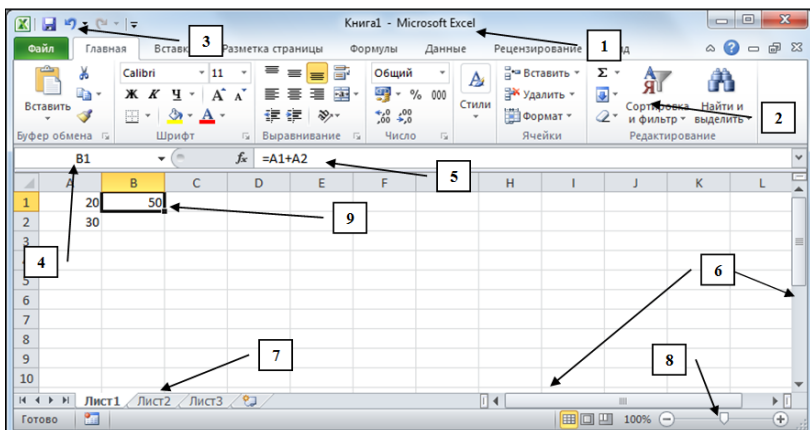 Книга1 - Microsoft Excel
3
1
Файл Главная Вставка Разметка страницы Формулы Данные Рецензирование
Вставить
Calibri 11
Ж К Ч
A A
A
Общий
% 000
Стили
Вставить
Удалить
Формат
Σ
Сортировка и фильтр
Найти и выделить
2
Буфер обмена Шрифт Выравнивание Число Ячейки Редактирование
B1 fx =A1+A2
5
A B C D E F H I J K L
1 20 50
9
2 30
3
4
5
6
6
7
8
7
8
9
10
Лист1 Лист2 Лист3
Готово 100%